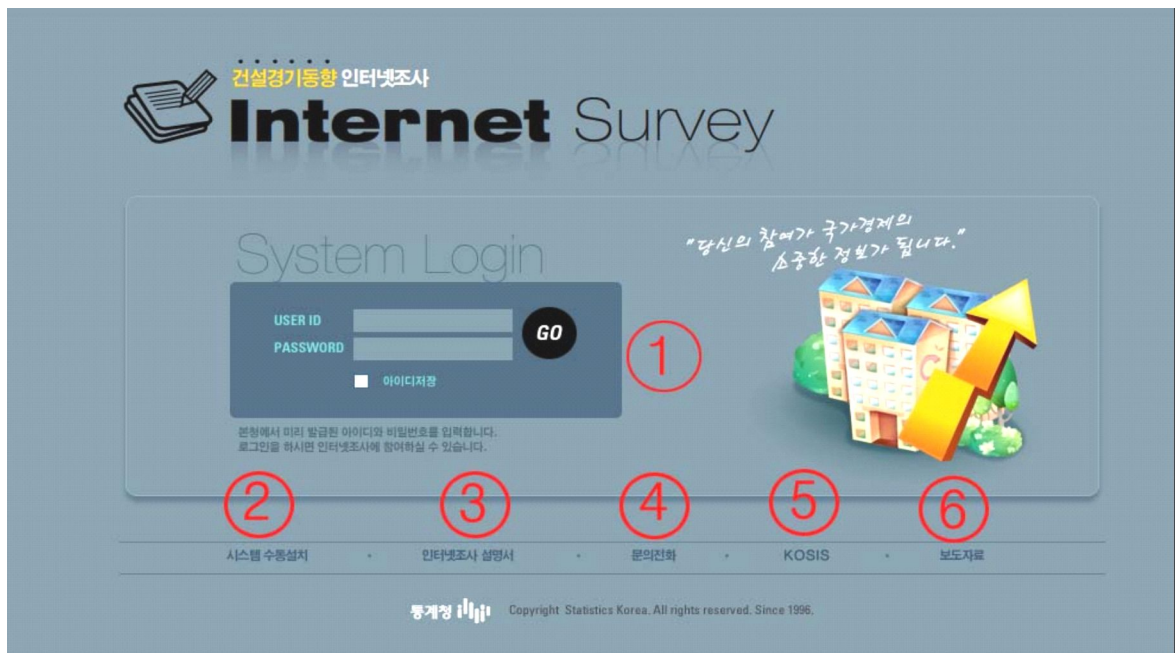 건설경기동향 인터넷조사
Internet Survey
System Login
"당신의 참여가 국가경제의
소중한 정보가 됩니다."
USER ID
GO
PASSWORD
①
아이디저장
본청에서 미리 발급된 아이디와 비밀번호를 입력합니다.
로그인을 하시면 인터넷조사에 참여하실 수 있습니다.
② ③ ④ ⑤ ⑥
시스템 수동설치 • 인터넷조사 설명서 • 문의전화 • KOSIS • 보도자료
통계청 Copyright Statistics Korea. All rights reserved. Since 1996.